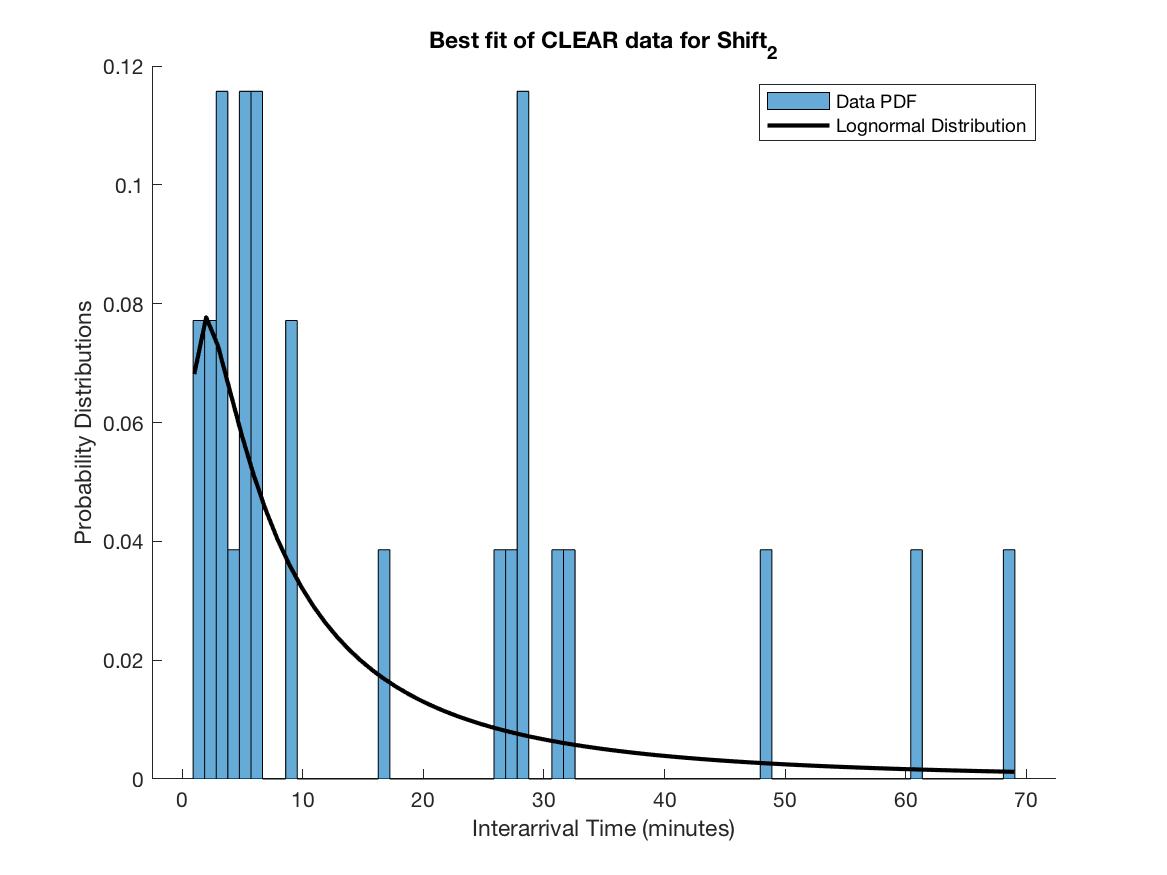 Best fit of CLEAR data for Shift₂
Data PDF
Lognormal Distribution
Probability Distributions
0.12
0.1
0.08
0.06
0.04
0.02
0
0 10 20 30 40 50 60 70
Interarrival Time (minutes)